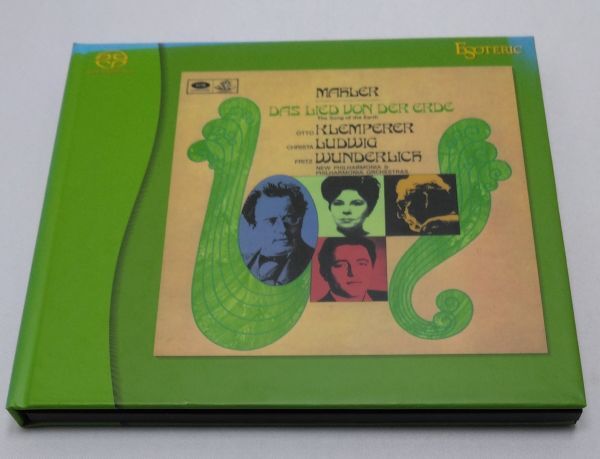 ESOTERIC
MAHLER
DAS LIED VON DER ERDE
The Song of the Earth
OTTO KLEMPERER
CHRISTA LUDWIG
FRITZ WUNDERLICH
NEW PHILHARMONIA &
PHILHARMONIA ORCHESTRAS